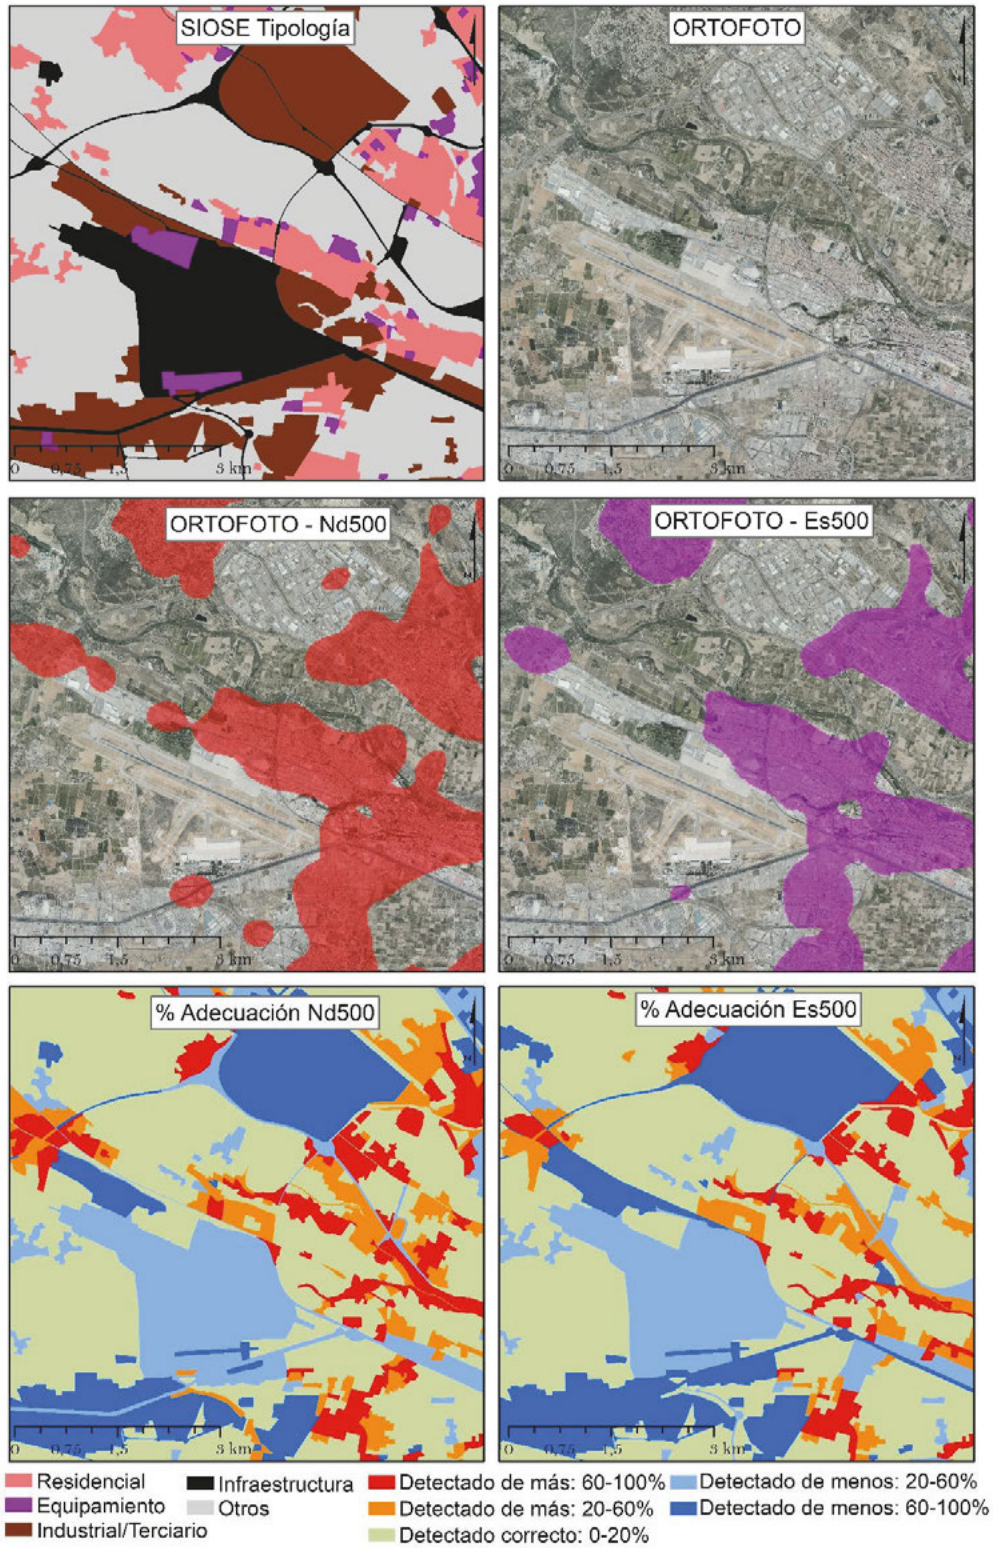 SIOSE Tipología
ORTOFOTO
0 0,75 1,5 3 km
0 0,75 1,5 3 km
ORTOFOTO - Nd500
ORTOFOTO - Es500
0 0,75 1,5 3 km
0 0,75 1,5 3 km
% Adecuación Nd500
% Adecuación Es500
0 0,75 1,5 3 km
0 0,75 1,5 3 km
Residencial
Equipamiento
Industrial/Terciario
Infraestructura
Otros
Detectado de más: 60-100%
Detectado de más: 20-60%
Detectado correcto: 0-20%
Detectado de menos: 20-60%
Detectado de menos: 60-100%